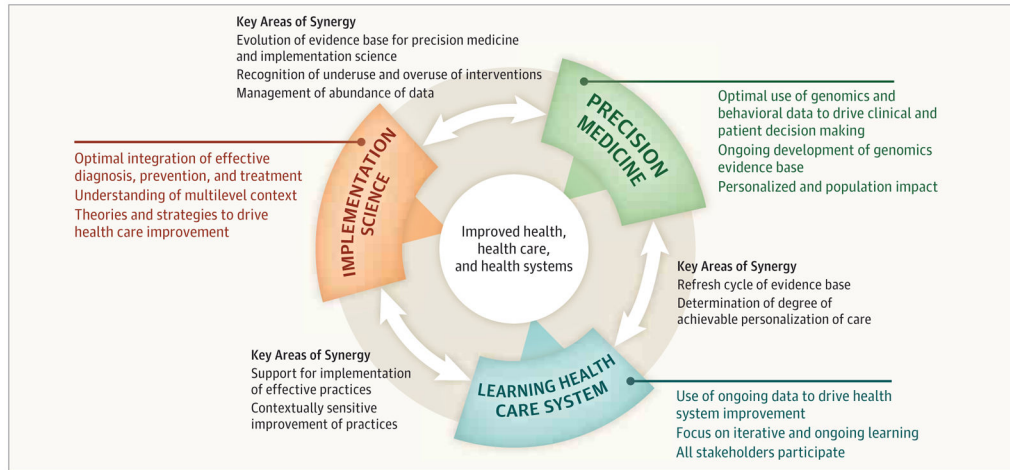 Key Areas of Synergy
Evolution of evidence base for precision medicine
and implementation science
Recognition of underuse and overuse of interventions
Management of abundance of data
PRECISION
MEDICINE
Optimal use of genomics and
behavioral data to drive clinical and
patient decision making
Ongoing development of genomics
evidence base
Personalized and population impact
Optimal integration of effective
diagnosis, prevention, and treatment
Understanding of multilevel context
Theories and strategies to drive
health care improvement
IMPLEMENTATION
SCIENCE
Improved health,
health care,
and health systems
Key Areas of Synergy
Refresh cycle of evidence base
Determination of degree of
achievable personalization of care
Key Areas of Synergy
Support for implementation
of effective practices
Contextually sensitive
improvement of practices
LEARNING HEALTH
CARE SYSTEM
Use of ongoing data to drive health
system improvement
Focus on iterative and ongoing learning
All stakeholders participate